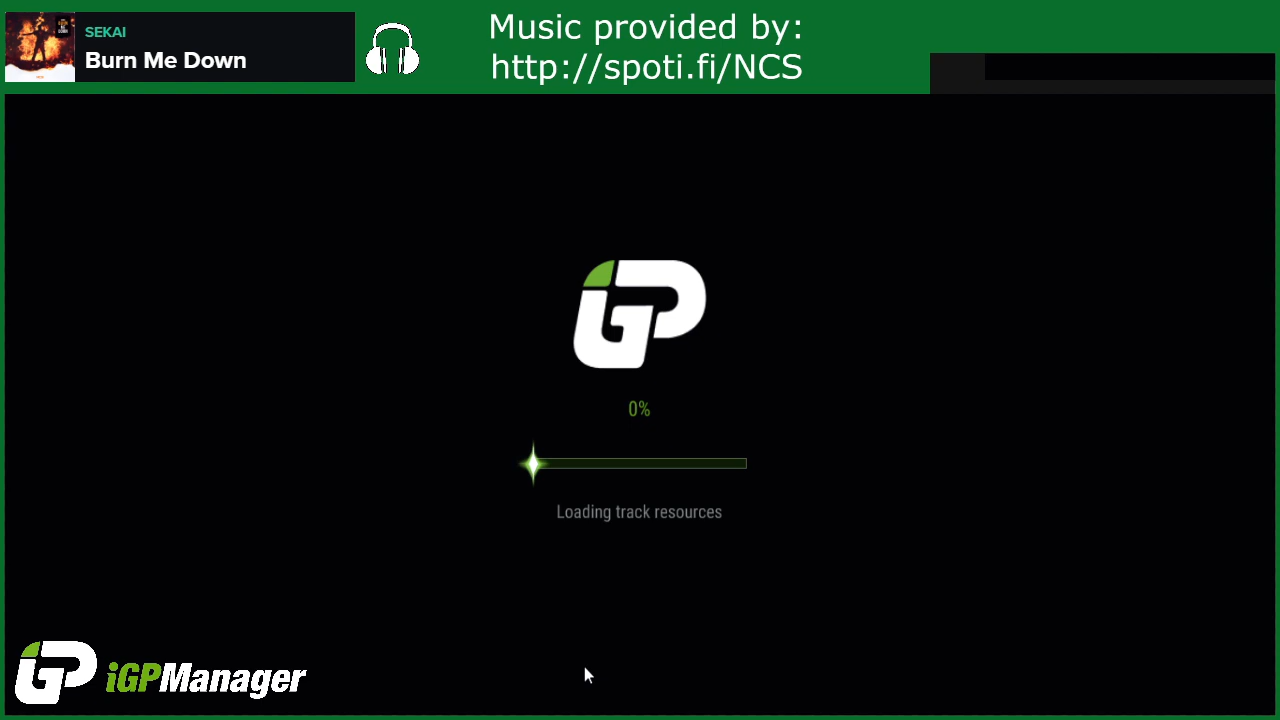 SEKAI
Burn Me Down
Music provided by:
http://spoti.fi/NCS
iGP
0%
Loading track resources
iGP iGPManager